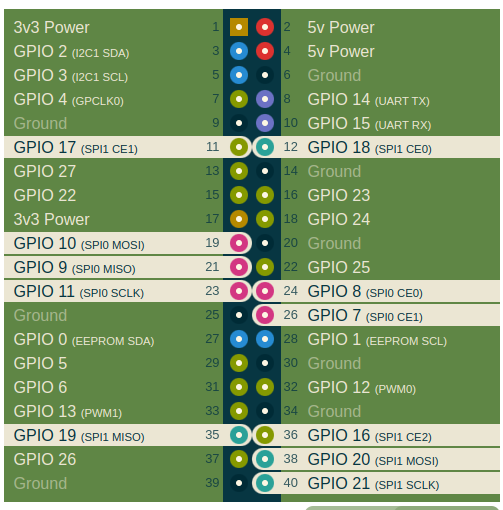 3v3 Power 1 2 5v Power
GPIO 2 (I2C1 SDA) 3 4 5v Power
GPIO 3 (I2C1 SCL) 5 6 Ground
GPIO 4 (GPCLK0) 7 8 GPIO 14 (UART TX)
Ground 9 10 GPIO 15 (UART RX)
GPIO 17 (SPI1 CE1) 11 12 GPIO 18 (SPI1 CE0)
GPIO 27 13 14 Ground
GPIO 22 15 16 GPIO 23
3v3 Power 17 18 GPIO 24
GPIO 10 (SPI0 MOSI) 19 20 Ground
GPIO 9 (SPI0 MISO) 21 22 GPIO 25
GPIO 11 (SPI0 SCLK) 23 24 GPIO 8 (SPI0 CE0)
Ground 25 26 GPIO 7 (SPI0 CE1)
GPIO 0 (EEPROM SDA) 27 28 GPIO 1 (EEPROM SCL)
GPIO 5 29 30 Ground
GPIO 6 31 32 GPIO 12 (PWM0)
GPIO 13 (PWM1) 33 34 Ground
GPIO 19 (SPI1 MISO) 35 36 GPIO 16 (SPI1 CE2)
GPIO 26 37 38 GPIO 20 (SPI1 MOSI)
Ground 39 40 GPIO 21 (SPI1 SCLK)